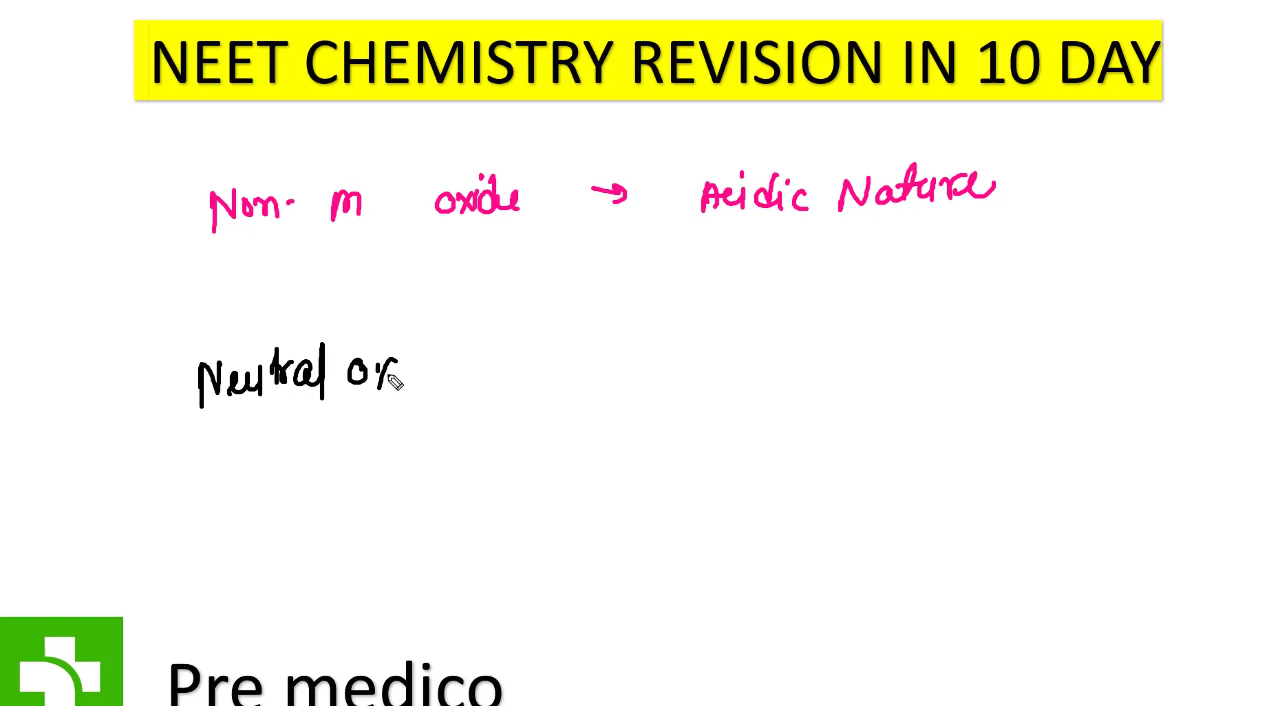 NEET CHEMISTRY REVISION IN 10 DAY
Non- m oxide → Acidic Nature
Neutral ox
Pre medico